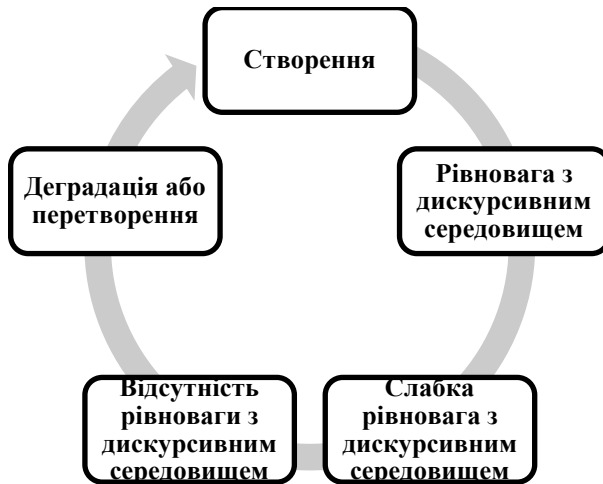 Створення
Рівновага з
дискурсивним
середовищем
Слабка
рівновага з
дискурсивним
середовищем
Відсутність
рівноваги з
дискурсивним
середовищем
Деградація або
перетворення